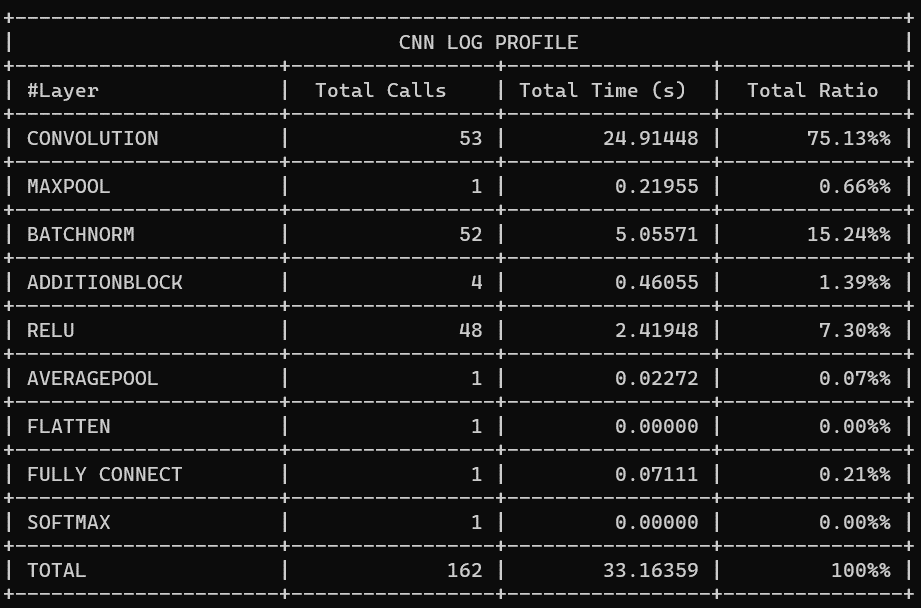 CNN LOG PROFILE
#Layer | Total Calls | Total Time (s) | Total Ratio
CONVOLUTION | 53 | 24.91448 | 75.13%%
MAXPOOL | 1 | 0.21955 | 0.66%%
BATCHNORM | 52 | 5.05571 | 15.24%%
ADDITIONBLOCK | 4 | 0.46055 | 1.39%%
RELU | 48 | 2.41948 | 7.30%%
AVERAGEPOOL | 1 | 0.02272 | 0.07%%
FLATTEN | 1 | 0.00000 | 0.00%%
FULLY CONNECT | 1 | 0.07111 | 0.21%%
SOFTMAX | 1 | 0.00000 | 0.00%%
TOTAL | 162 | 33.16359 | 100%%